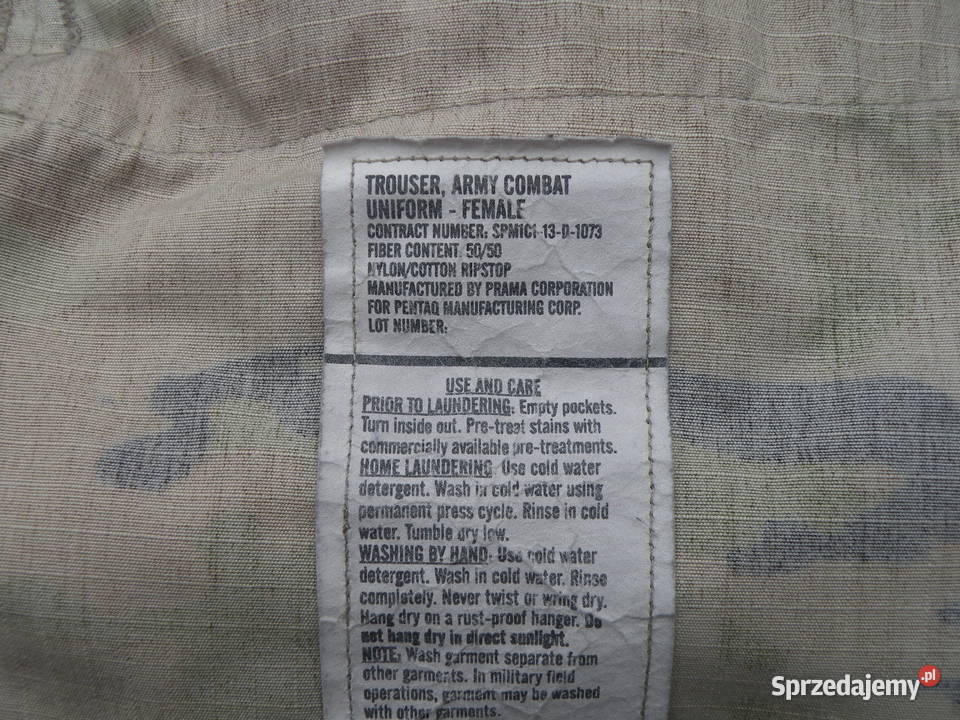 TROUSER, ARMY COMBAT
UNIFORM - FEMALE
CONTRACT NUMBER: SPM1C1-13-D-1073
FIBER CONTENT: 50/50
NYLON/COTTON RIPSTOP
MANUFACTURED BY PRAMA CORPORATION
FOR PENTAQ MANUFACTURING CORP.
LOT NUMBER:
USE AND CARE
PRIOR TO LAUNDERING: Empty pockets.
Turn inside out. Pre-treat stains with
commercially available pre-treatments.
HOME LAUNDERING: Use cold water
detergent. Wash in cold water using
permanent press cycle. Rinse in cold
water. Tumble dry low.
WASHING BY HAND: Use cold water
detergent. Wash in cold water. Rinse
completely. Never twist or wring dry.
Hang dry on a rust-proof hanger. Do
not hang dry in direct sunlight.
NOTE: Wash garment separate from
other garments. In military field
operations, garment may be washed
with other garments.
Sprzedajemy.pl